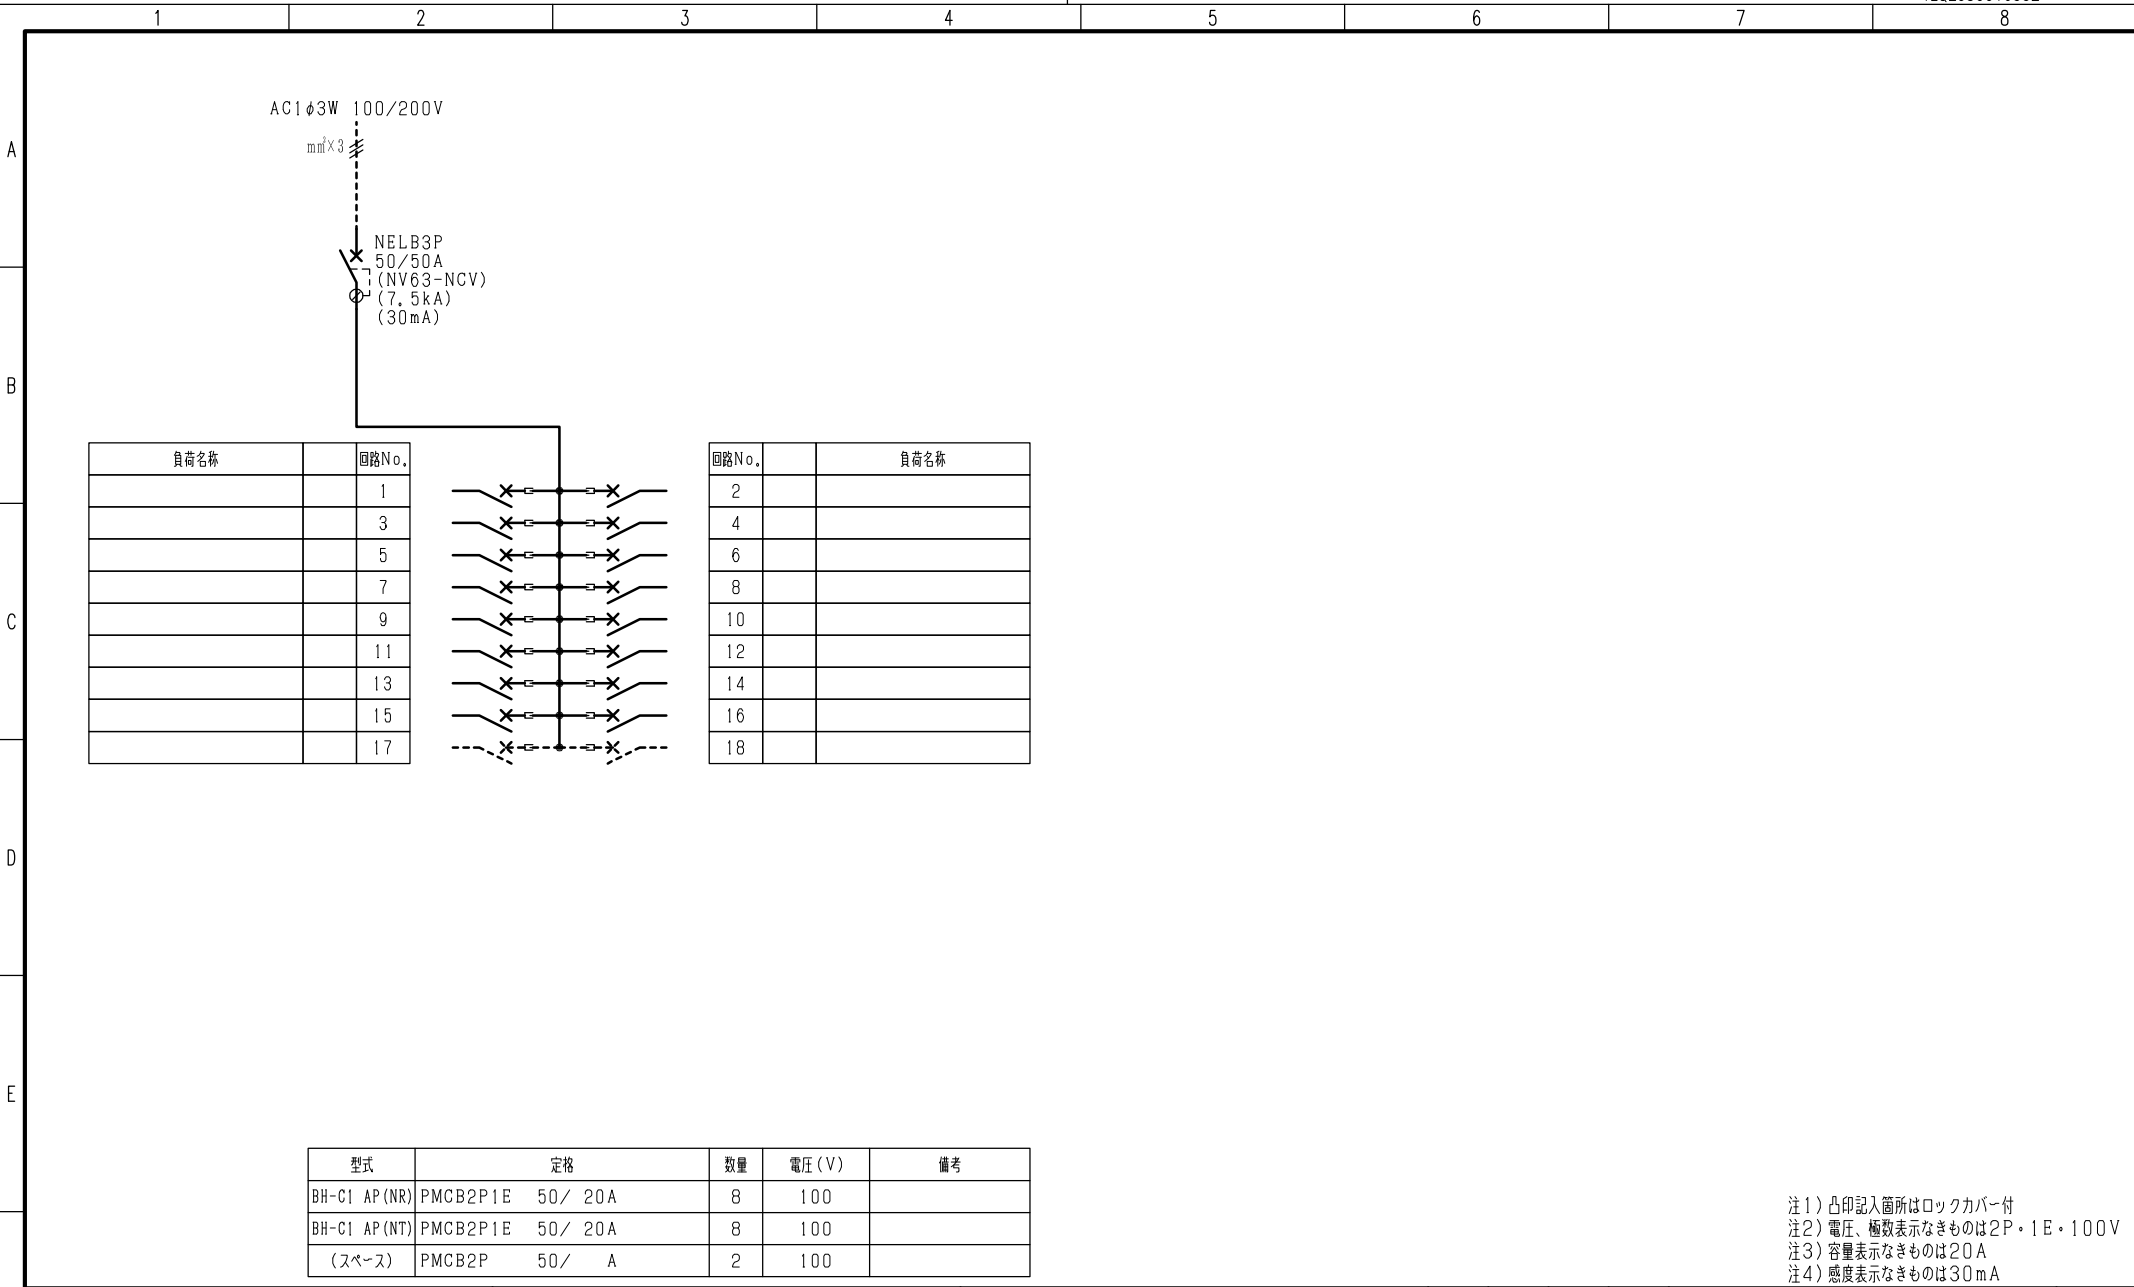 1 2 3 4 5 6 7 8
AC1φ3W 100/200V
A
mm²×3
NELB3P
50/50A
(NV63-NCV)
(7.5kA)
(30mA)
B
負荷名称 回路No. 回路No. 負荷名称
1 2
3 4
5 6
7 8
C
9 10
11 12
13 14
15 16
17 18
D
E
型式 定格 数量 電圧(V) 備考
BH-C1 AP(NR) PMCB2P1E 50/ 20A 8 100
BH-C1 AP(NT) PMCB2P1E 50/ 20A 8 100
(スペース) PMCB2P 50/ A 2 100
注1)凸印記入箇所はロックカバー付
注2)電圧、極数表示なきものは2P・1E・100V
注3)容量表示なきものは20A
注4)感度表示なきものは30mA